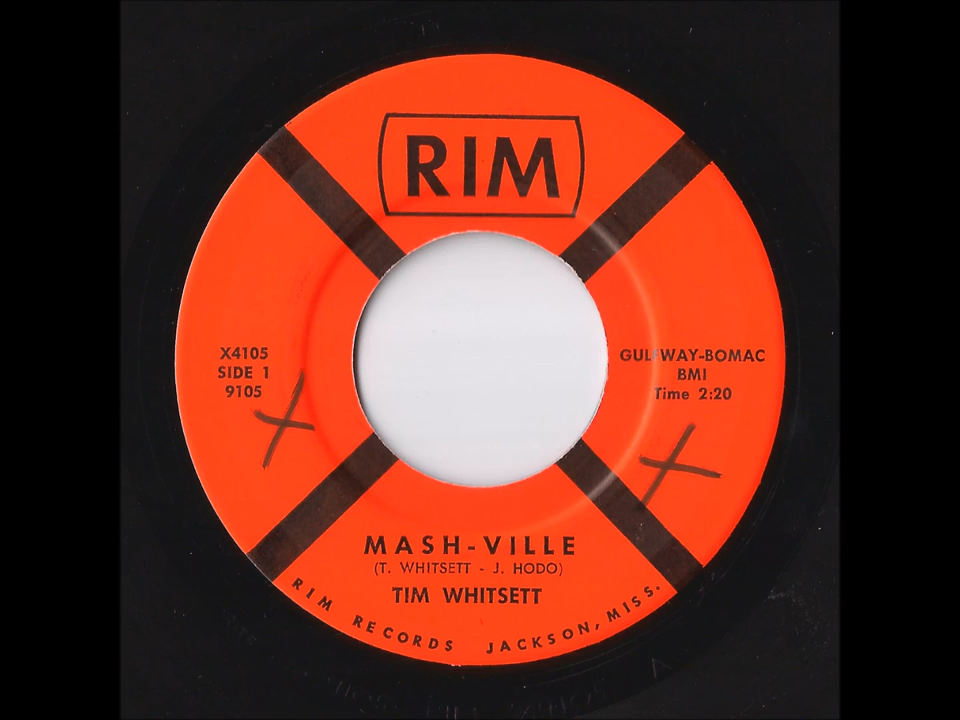 RIM
X4105
SIDE 1
9105
GULFWAY-BOMAC
BMI
Time 2:20
MASH-VILLE
(T. WHITSETT - J. HODO)
TIM WHITSETT
RIM RECORDS JACKSON, MISS.